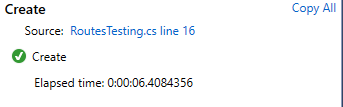 Create
Copy All
Source: RoutesTesting.cs line 16
Create
Elapsed time: 0:00:06.4084356